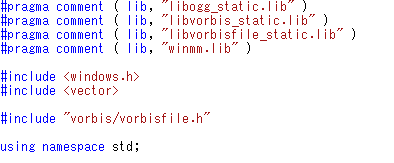 #pragma comment ( lib, "libogg_static.lib" )
#pragma comment ( lib, "libvorbis_static.lib" )
#pragma comment ( lib, "libvorbisfile_static.lib" )
#pragma comment ( lib, "winmm.lib" )
#include <windows.h>
#include <vector>
#include "vorbis/vorbisfile.h"
using namespace std;